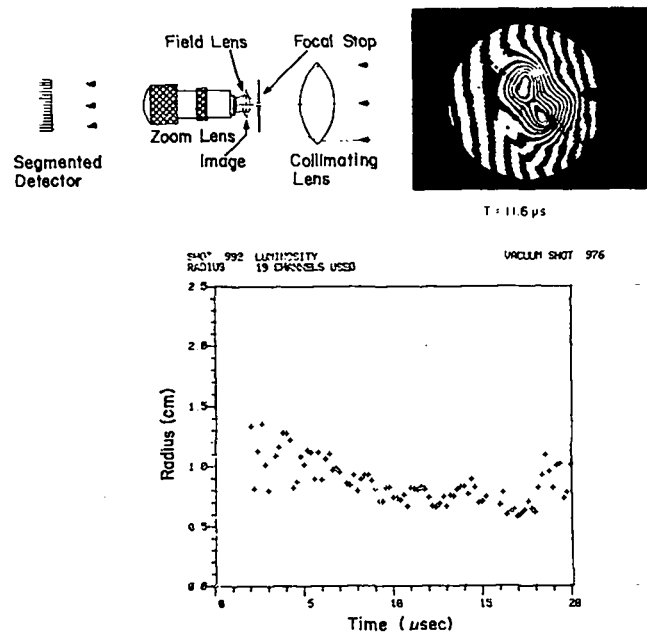 Field Lens
Focal Stop
Zoom Lens
Image
Collimating
Lens
Segmented
Detector
T = 11.6 µs
SHOT 992 LUMINOSITY
RADIUS 19 CHANNELS USED
VACUUM SHOT 976
2.5
2.0
1.5
1.0
0.5
0.0
Radius (cm)
0
5
10
15
20
Time (µsec)